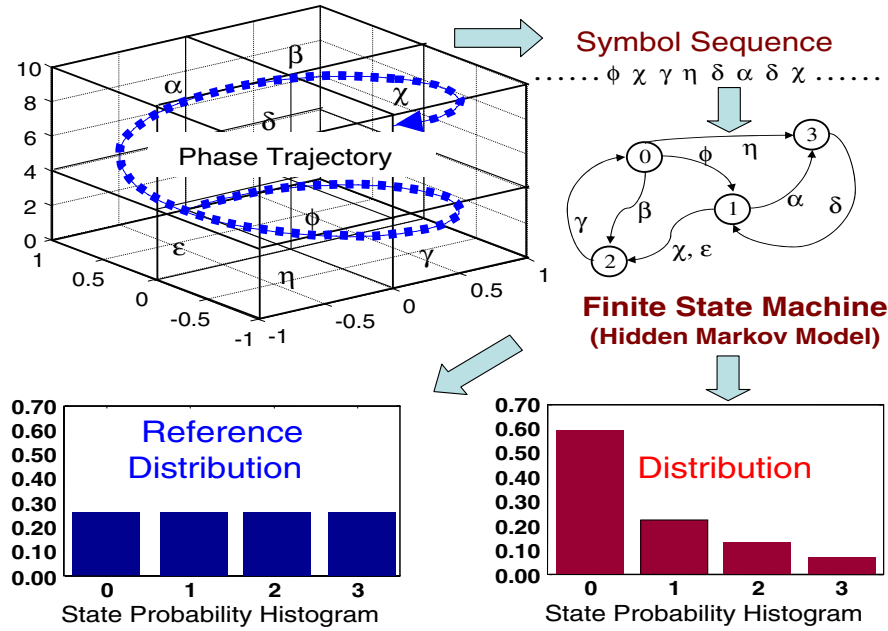 10
8
6
4
2
0
1
0.5
0
-0.5
-1
-1
-0.5
0
0.5
1
α
β
χ
δ
Phase Trajectory
ϕ
ε
η
γ
Symbol Sequence
...... ϕ χ γ η δ α δ χ ......
0
3
η
ϕ
1
α
δ
γ
β
2
χ, ε
Finite State Machine
(Hidden Markov Model)
0.70
0.60
0.50
0.40
0.30
0.20
0.10
0.00
Reference
Distribution
0 1 2 3
State Probability Histogram
0.70
0.60
0.50
0.40
0.30
0.20
0.10
0.00
Distribution
0 1 2 3
State Probability Histogram